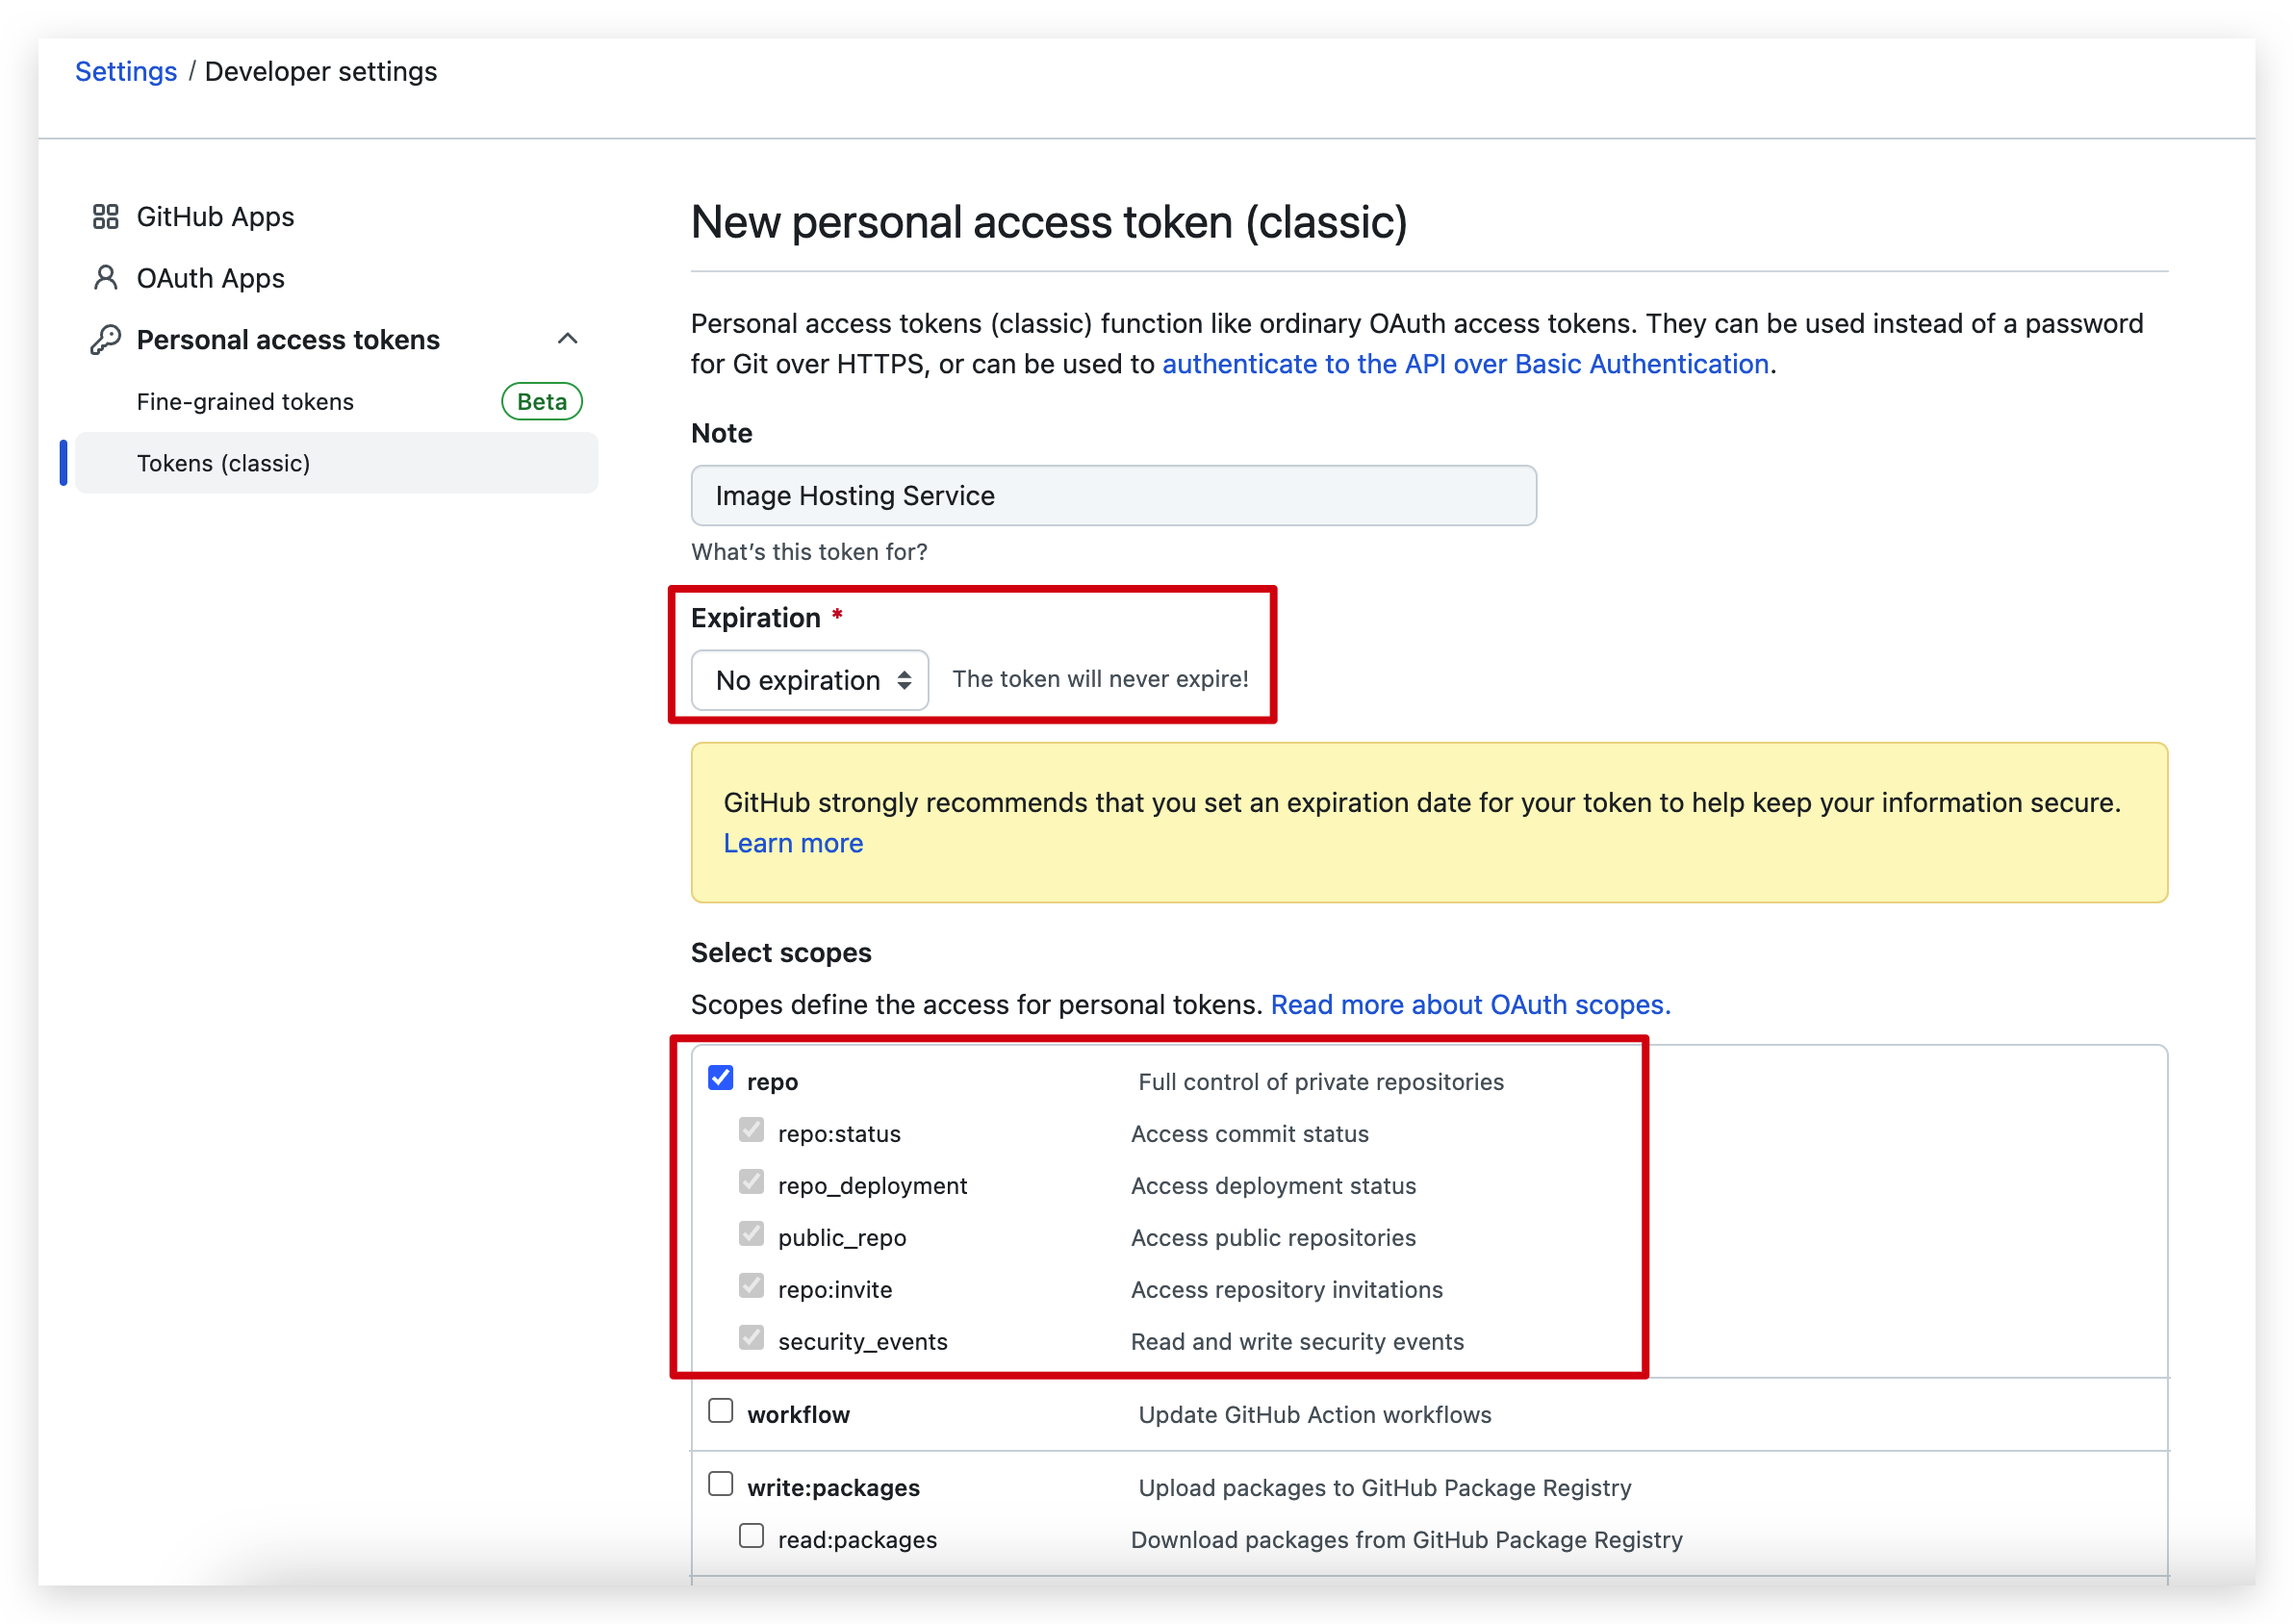 Settings / Developer settings
GitHub Apps
OAuth Apps
Personal access tokens
Fine-grained tokens Beta
Tokens (classic)
New personal access token (classic)
Personal access tokens (classic) function like ordinary OAuth access tokens. They can be used instead of a password
for Git over HTTPS, or can be used to authenticate to the API over Basic Authentication.
Note
Image Hosting Service
What's this token for?
Expiration *
No expiration The token will never expire!
GitHub strongly recommends that you set an expiration date for your token to help keep your information secure.
Learn more
Select scopes
Scopes define the access for personal tokens. Read more about OAuth scopes.
repo Full control of private repositories
repo:status Access commit status
repo_deployment Access deployment status
public_repo Access public repositories
repo:invite Access repository invitations
security_events Read and write security events
workflow Update GitHub Action workflows
write:packages Upload packages to GitHub Package Registry
read:packages Download packages from GitHub Package Registry